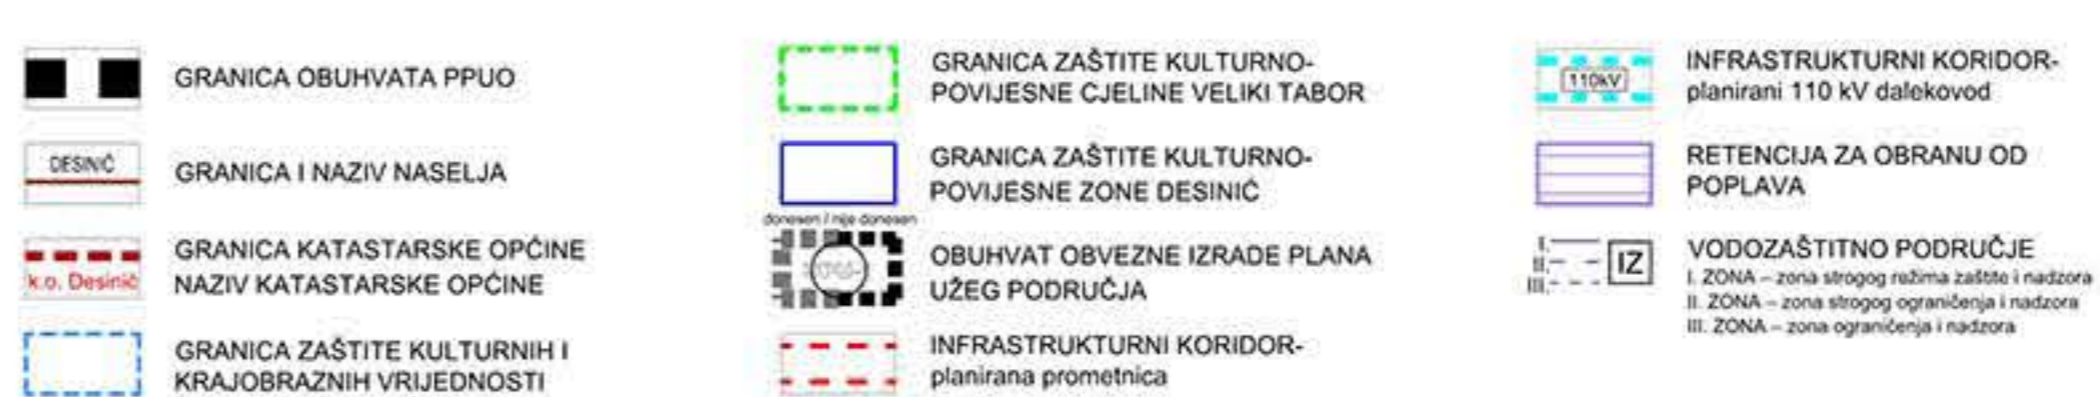 GRANICA OBUHVATA PPUO
DESINIĆ
GRANICA I NAZIV NASELJA
k.o. Desinić
GRANICA KATASTARSKE OPĆINE
NAZIV KATASTARSKE OPĆINE
GRANICA ZAŠTITE KULTURNIH I
KRAJOBRAZNIH VRIJEDNOSTI
GRANICA ZAŠTITE KULTURNO-
POVIJESNE CJELINE VELIKI TABOR
GRANICA ZAŠTITE KULTURNO-
POVIJESNE ZONE DESINIĆ
donesen / nije donesen
OBUHVAT OBVEZNE IZRADE PLANA
UŽEG PODRUČJA
INFRASTRUKTURNI KORIDOR-
planirana prometnica
110kV
INFRASTRUKTURNI KORIDOR-
planirani 110 kV dalekovod
RETENCIJA ZA OBRANU OD
POPLAVA
I.
II.
III.
IZ
VODOZAŠTITNO PODRUČJE
I. ZONA – zona strogog režima zaštite i nadzora
II. ZONA – zona strogog ograničenja i nadzora
III. ZONA – zona ograničenja i nadzora